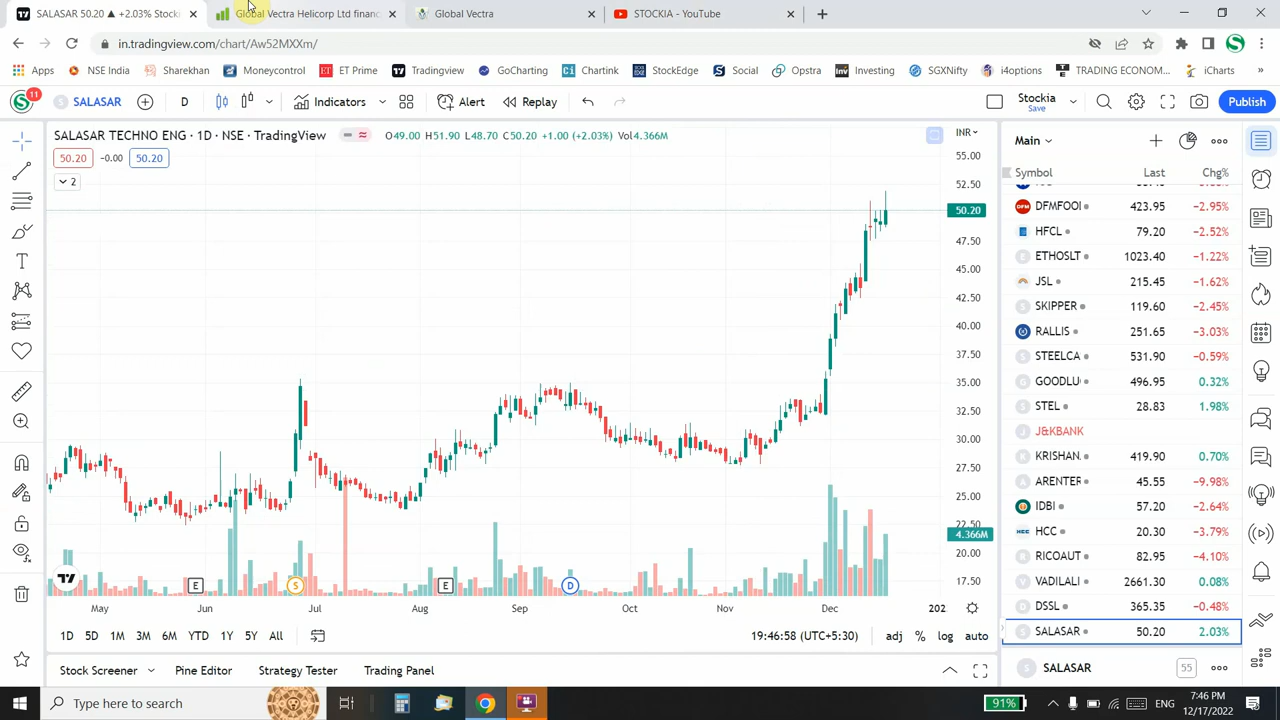 SALASAR 50.20 ▲ +2.03% Stocki
Global Vectra Helicorp Ltd financ
Global Vectra
STOCKIA - YouTube
in.tradingview.com/chart/Aw52MXXm/
Apps
NSE India
Sharekhan
Moneycontrol
ET Prime
Tradingview
GoCharting
Chartink
StockEdge
Social
Opstra
Investing
SGXNifty
i4options
TRADING ECONOM...
iCharts
»
11
SALASAR
D
Indicators
Alert
Replay
Stockia
Save
Publish
SALASAR TECHNO ENG · 1D · NSE · TradingView
O49.00 H51.90 L48.70 C50.20 +1.00 (+2.03%) Vol4.366M
50.20 -0.00 50.20
2
INR
55.00
52.50
50.20
47.50
45.00
42.50
40.00
37.50
35.00
32.50
30.00
27.50
25.00
22.50
4.366M
20.00
17.50
E
S
E
D
May Jun Jul Aug Sep Oct Nov Dec 202
1D 5D 1M 3M 6M YTD 1Y 5Y All
19:46:58 (UTC+5:30)
adj % log auto
Stock Screener
Pine Editor
Strategy Tester
Trading Panel
Main
Symbol Last Chg%
DFMFOOI 423.95 −2.95%
HFCL 79.20 −2.52%
ETHOSLT 1023.40 −1.22%
JSL 215.45 −1.62%
SKIPPER 119.60 −2.45%
RALLIS 251.65 −3.03%
STEELCA 531.90 −0.59%
GOODLU 496.95 0.32%
STEL 28.83 1.98%
J&KBANK
KRISHAN. 419.90 0.70%
ARENTER 45.55 −9.98%
IDBI 57.20 −2.64%
HCC 20.30 −3.79%
RICOAUT 82.95 −4.10%
VADILALI 2661.30 0.08%
DSSL 365.35 −0.48%
SALASAR 50.20 2.03%
SALASAR
55
Type here to search
91%
ENG
7:46 PM
12/17/2022